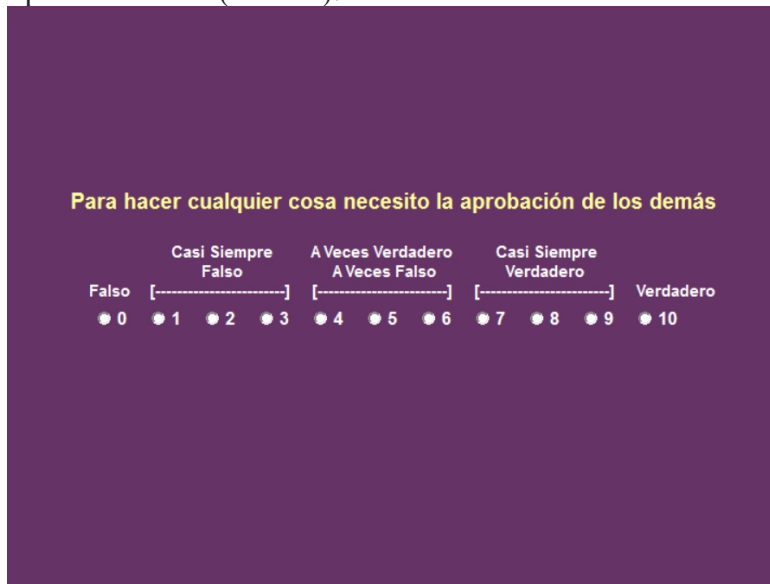 Para hacer cualquier cosa necesito la aprobación de los demás
Casi Siempre A Veces Verdadero Casi Siempre
Falso A Veces Falso Verdadero
Falso [------------------------] [------------------------] [------------------------] Verdadero
0 1 2 3 4 5 6 7 8 9 10